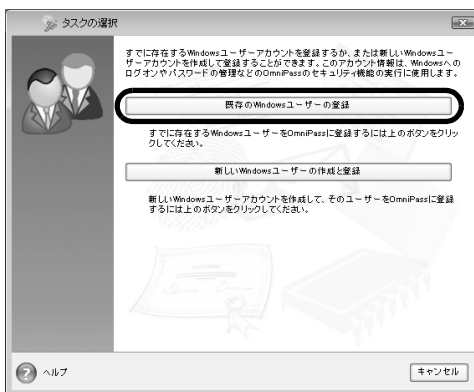 タスクの選択
すでに存在するWindowsユーザーアカウントを登録するか、または新しいWindowsユー
ザーアカウントを作成して登録することができます。このアカウント情報は、Windowsへの
ログオンやパスワードの管理などのOmniPassのセキュリティ機能の実行に使用します。
既存のWindowsユーザーの登録
すでに存在するWindowsユーザーをOmniPassに登録するには上のボタンをクリッ
クしてください。
新しいWindowsユーザーの作成と登録
新しいWindowsユーザーアカウントを作成して、そのユーザーをOmniPassに登録
するには上のボタンをクリックしてください。
ヘルプ
キャンセル